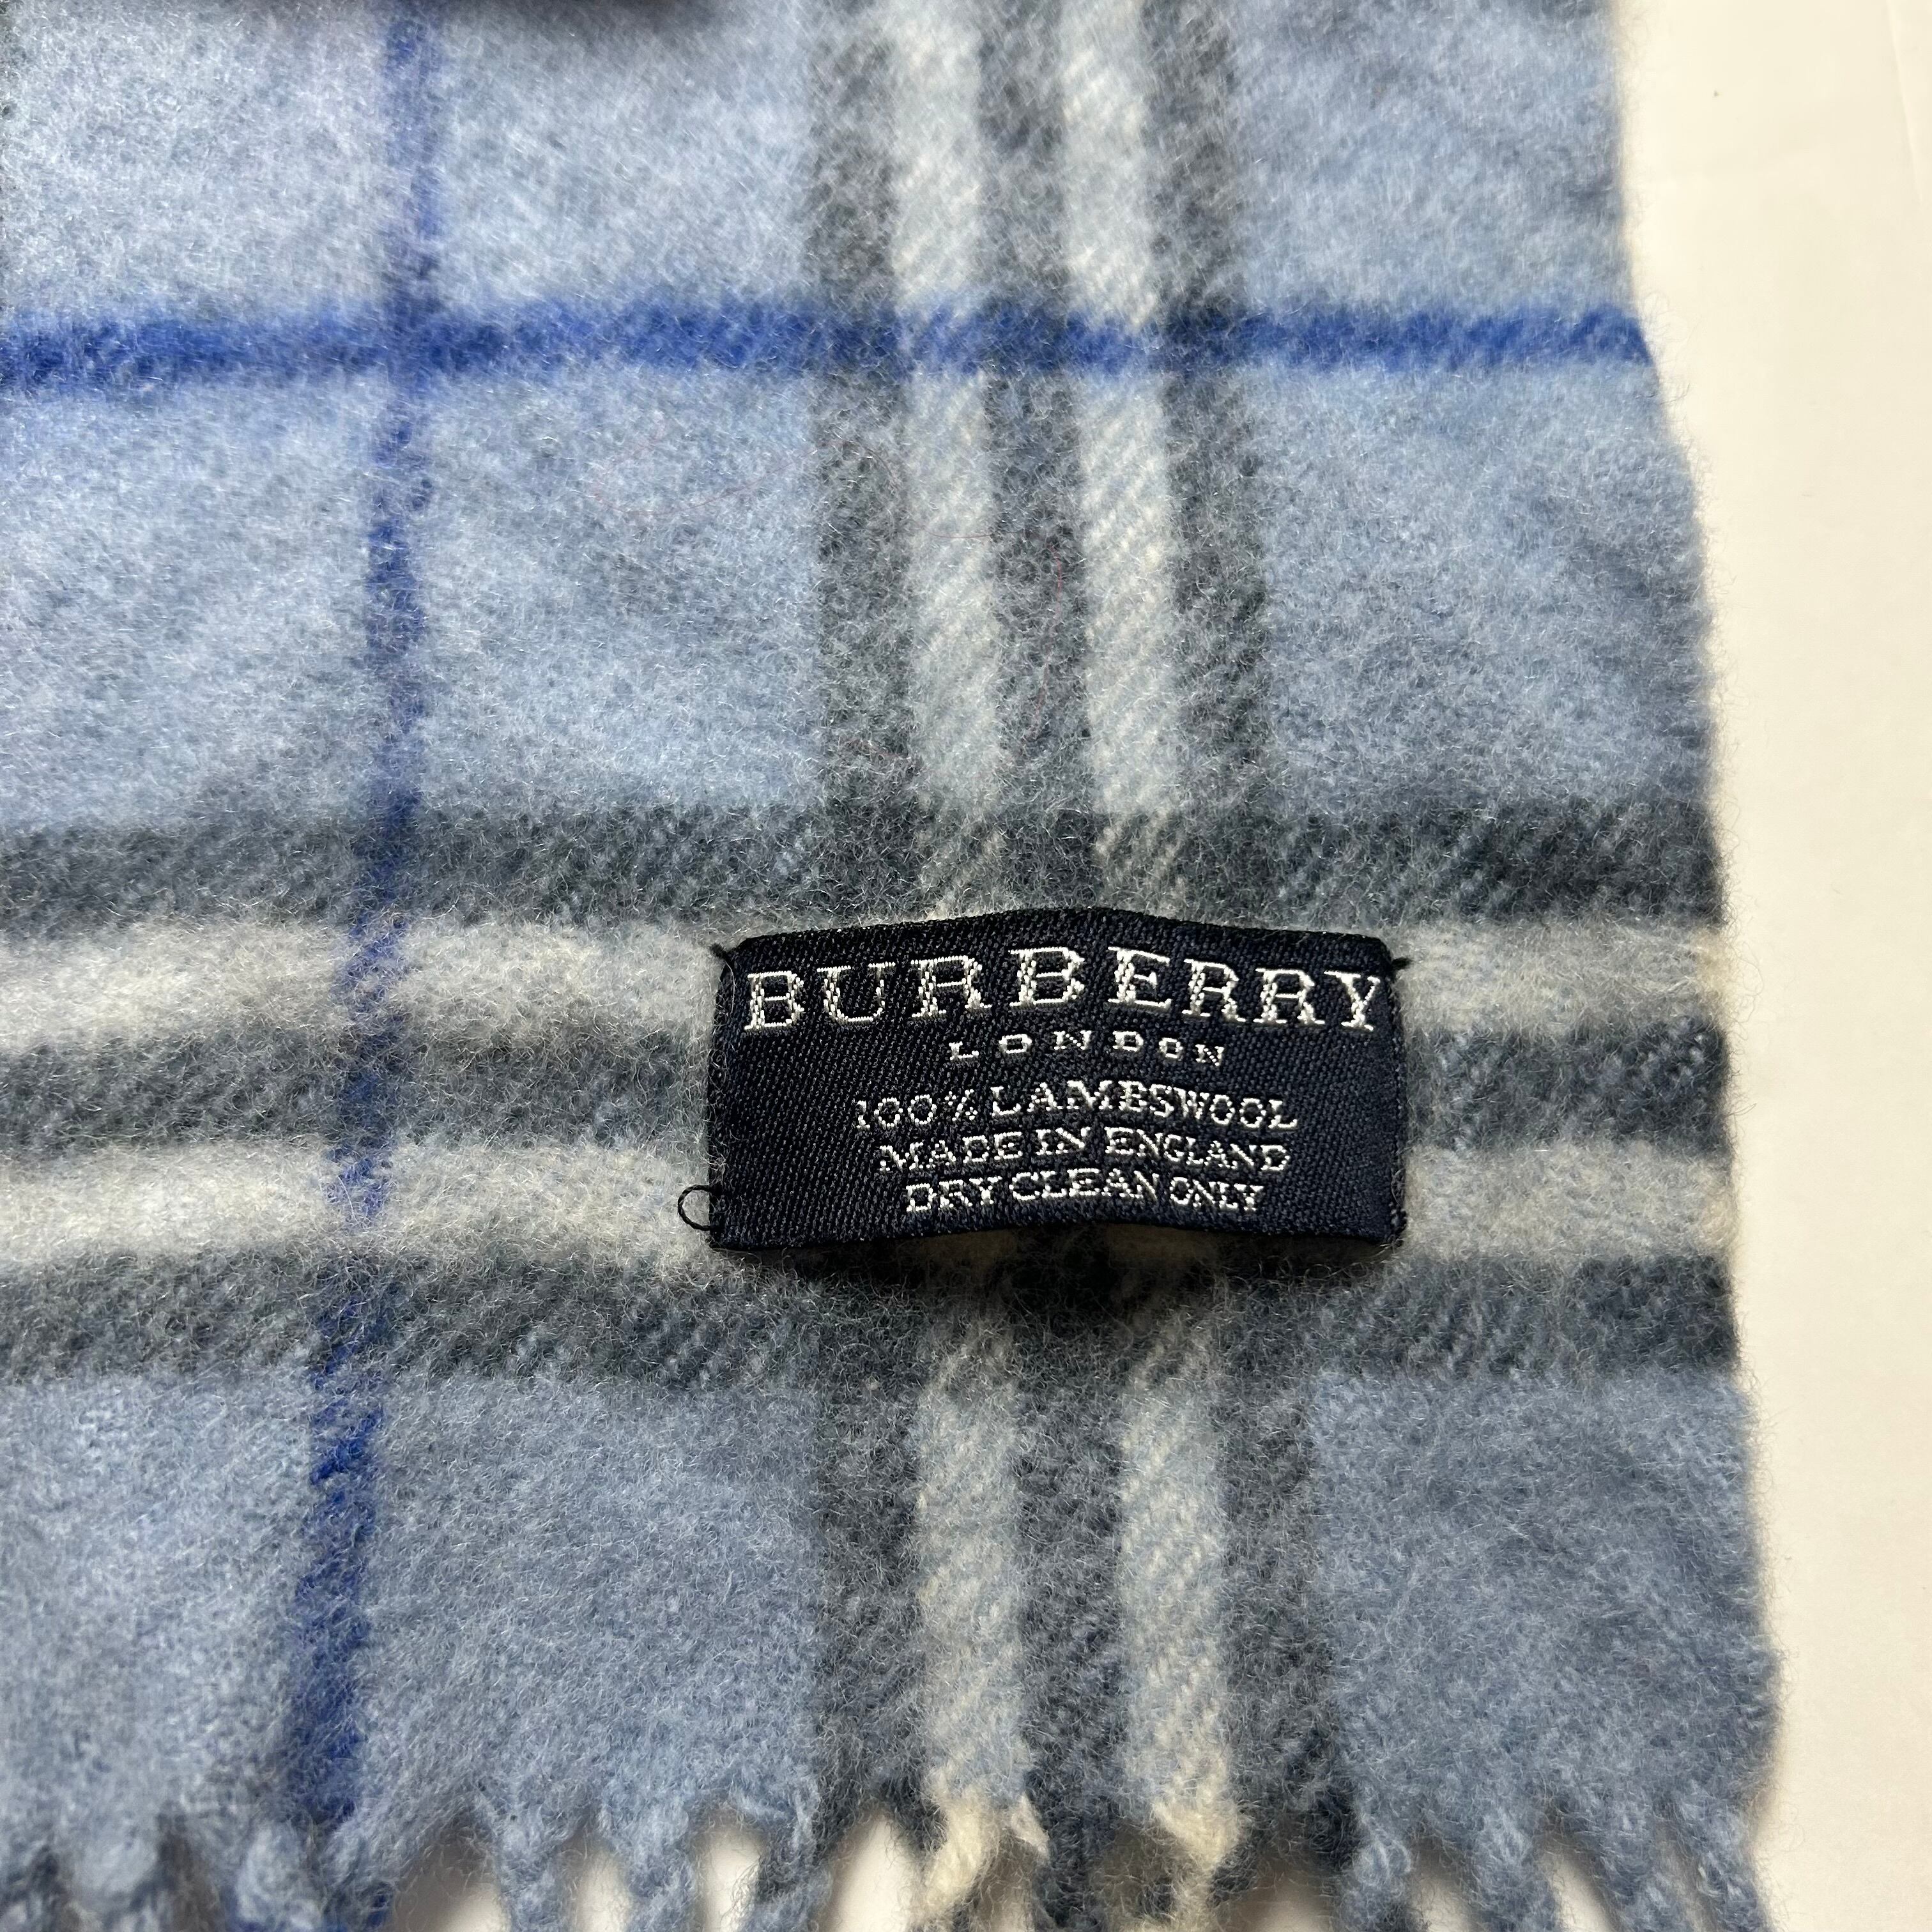 BURBERRY
LONDON
100% LAMBSWOOL
MADE IN ENGLAND
DRY CLEAN ONLY